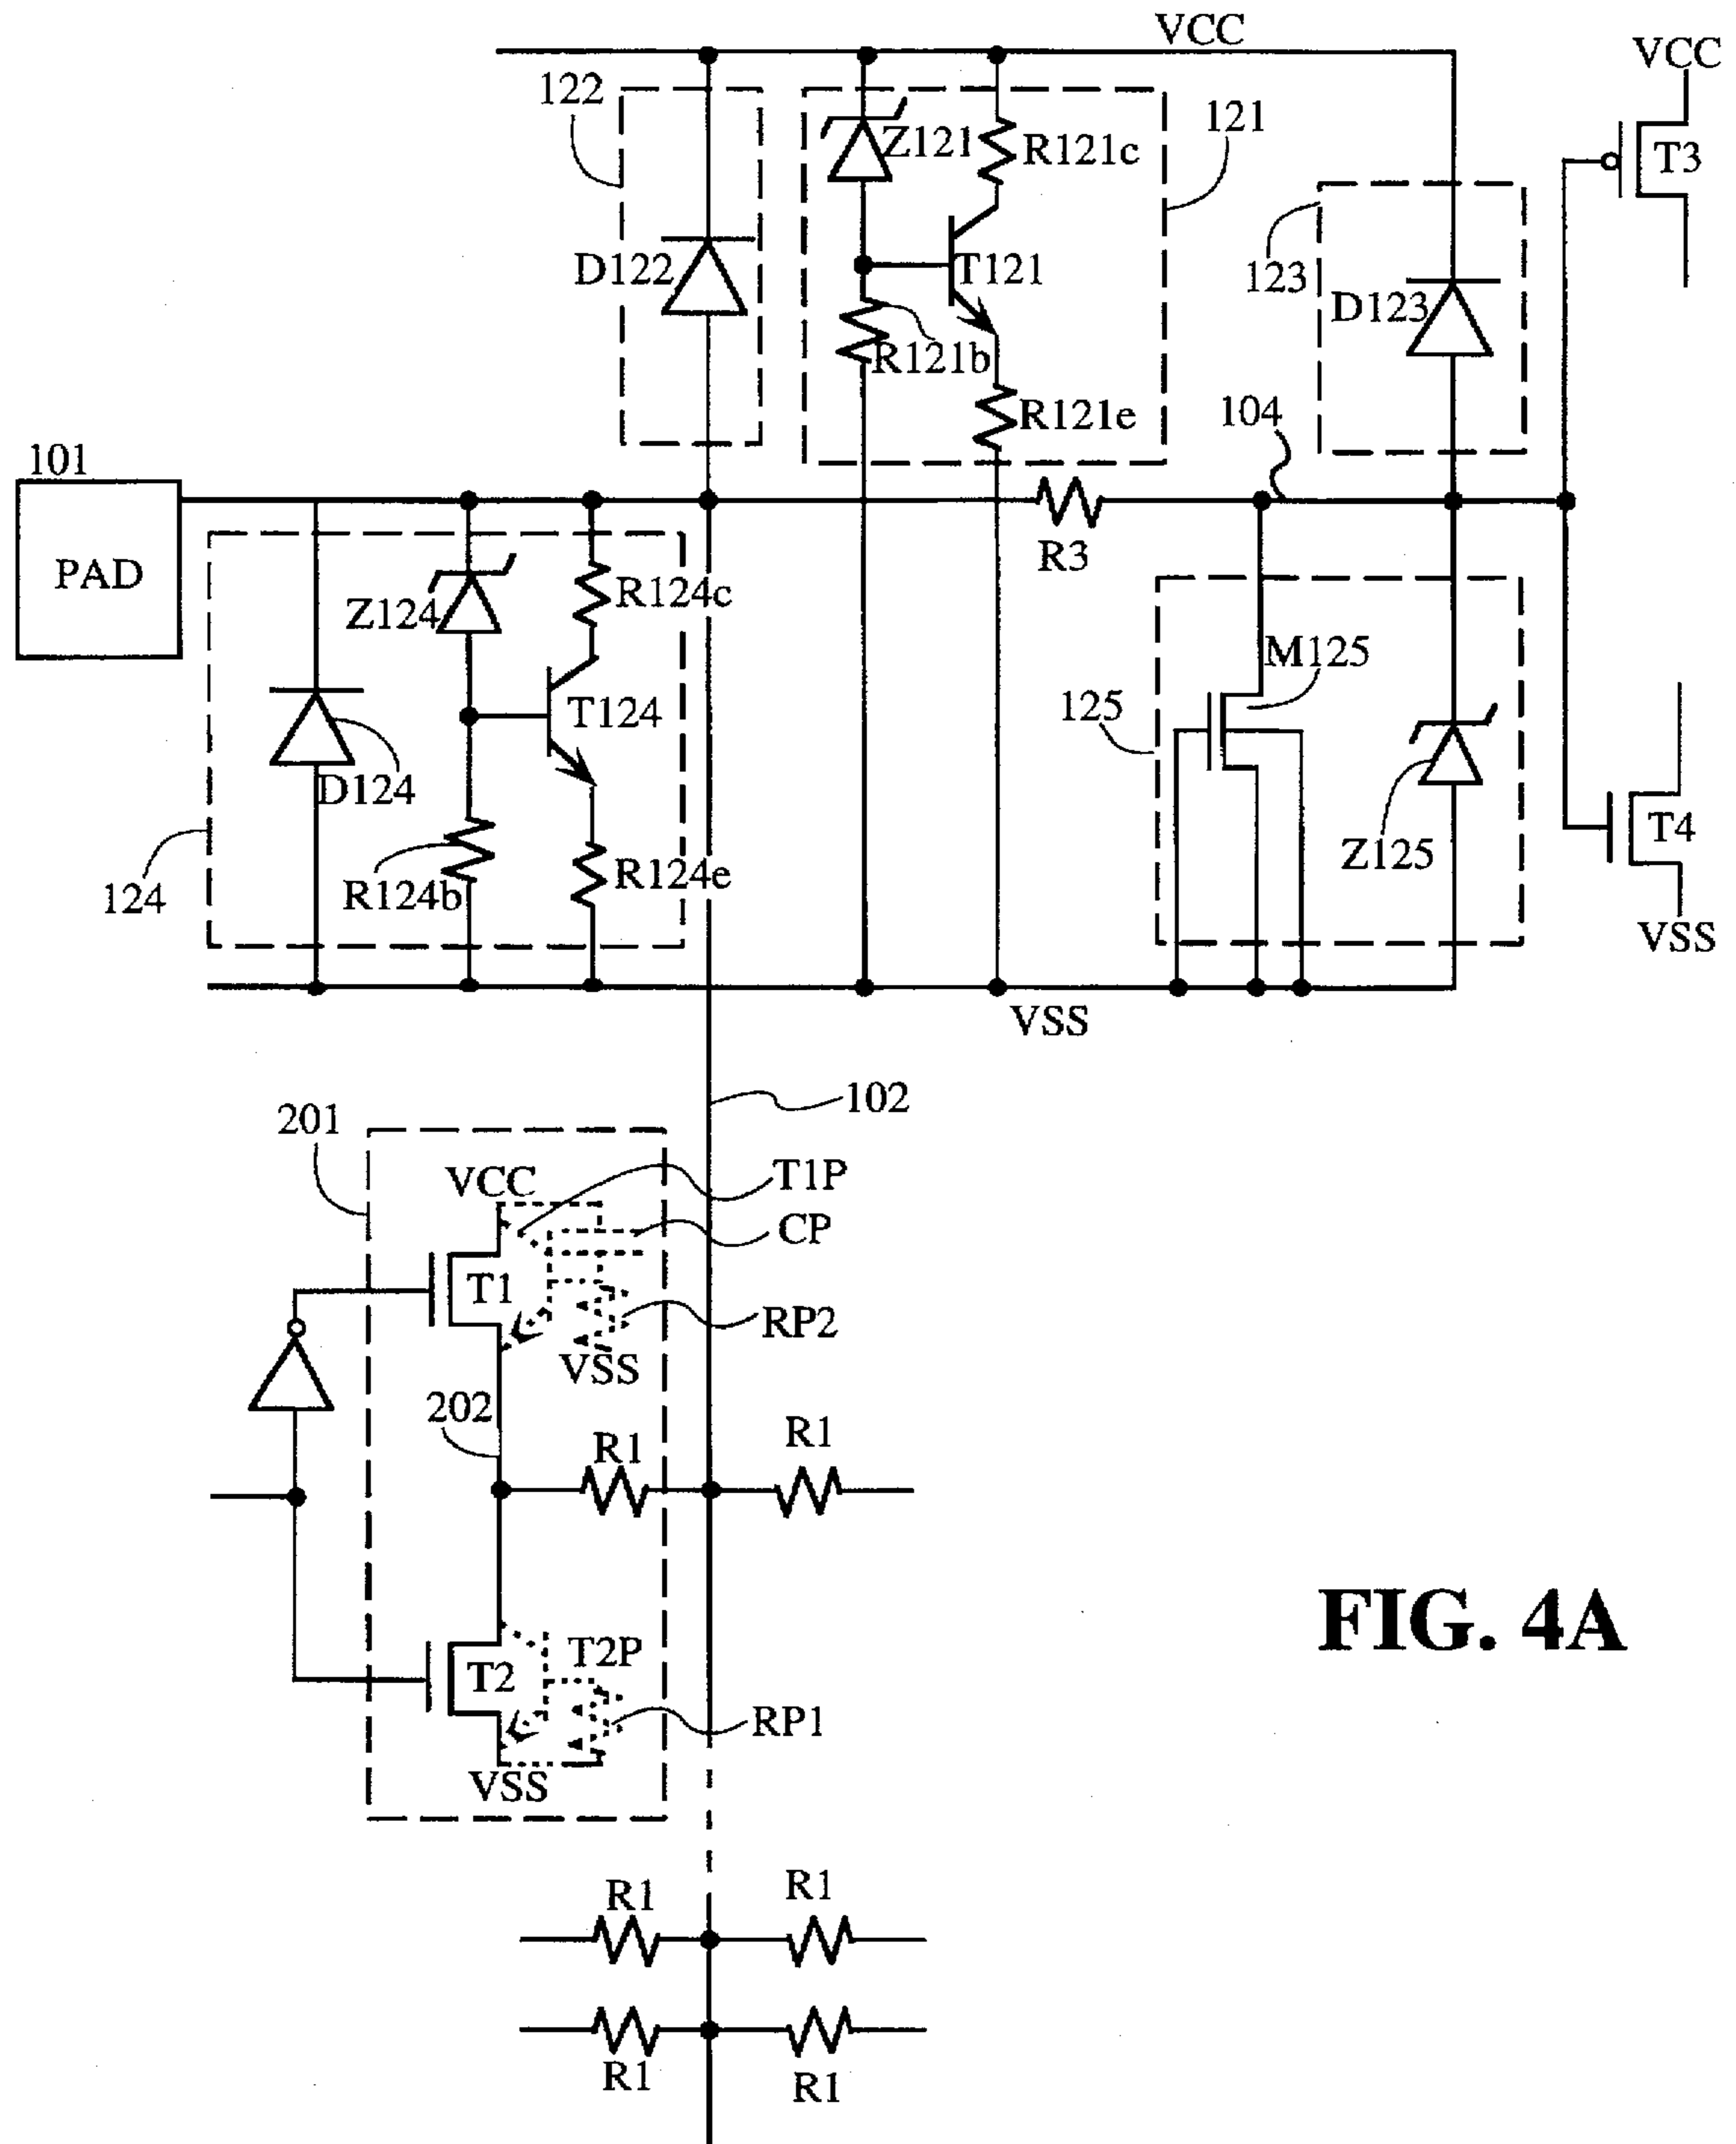 VCC
VCC
122
121
Z121
R121c
T3
D122
T121
123
D123
R121b
R121e
104
101
PAD
R3
Z124
R124c
M125
T124
125
D124
T4
Z125
R124b
R124e
124
VSS
VSS
102
201
VCC
T1P
CP
T1
RP2
VSS
202
R1
R1
T2P
T2
RP1
VSS
FIG. 4A
R1
R1
R1
R1